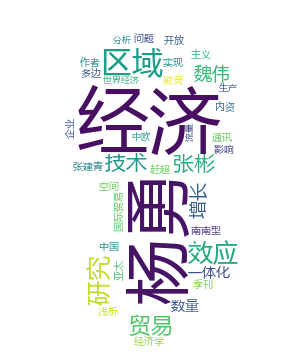 分析 问题 开放
作者 区域 实现 主义
多边 世界经济 融资 魏伟
生产
经济
内资
企业
中欧
流量
通讯
影响
张建青 技术 赶超 张彬
空间
国际贸易
杨勇
增长
南南型
中国
效应
研究
亚太
一体化
季刊
浅析
数量
贸易
经济学